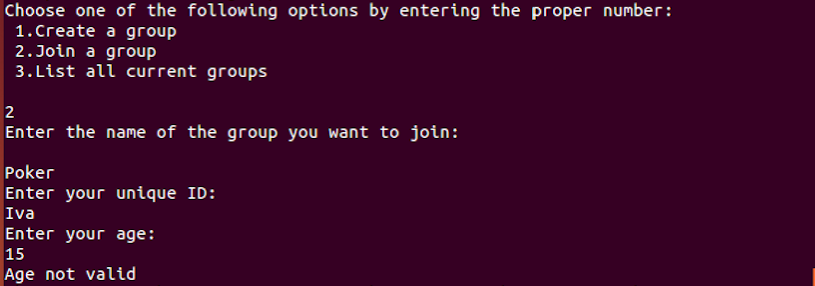 Choose one of the following options by entering the proper number:
1.Create a group
2.Join a group
3.List all current groups
2
Enter the name of the group you want to join:
Poker
Enter your unique ID:
Iva
Enter your age:
15
Age not valid